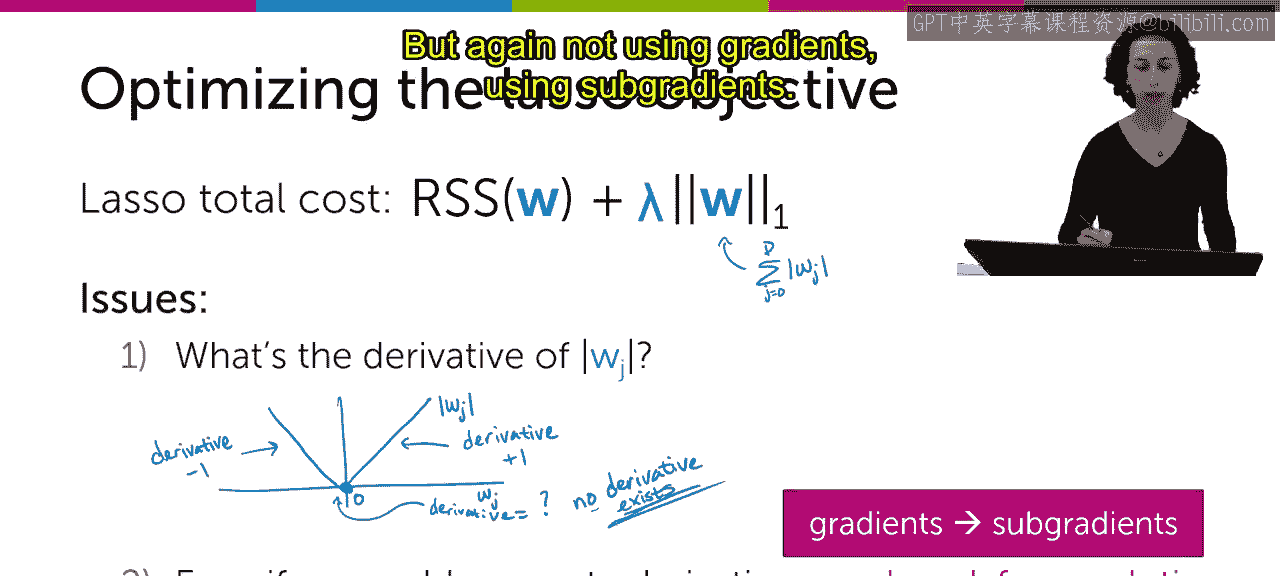 GPT中英字幕课程资源@bilibili.com
But again not using gradients,
using subgradients.
Optimizing the lasso objective
Lasso total cost: RSS(w) + λ||w||₁
D
∑ |wj|
j=0
Issues:
1) What's the derivative of |wj|?
|wj|
derivative
-1
derivative
+1
0
wj
derivative = ?
no derivative
exists
gradients → subgradients